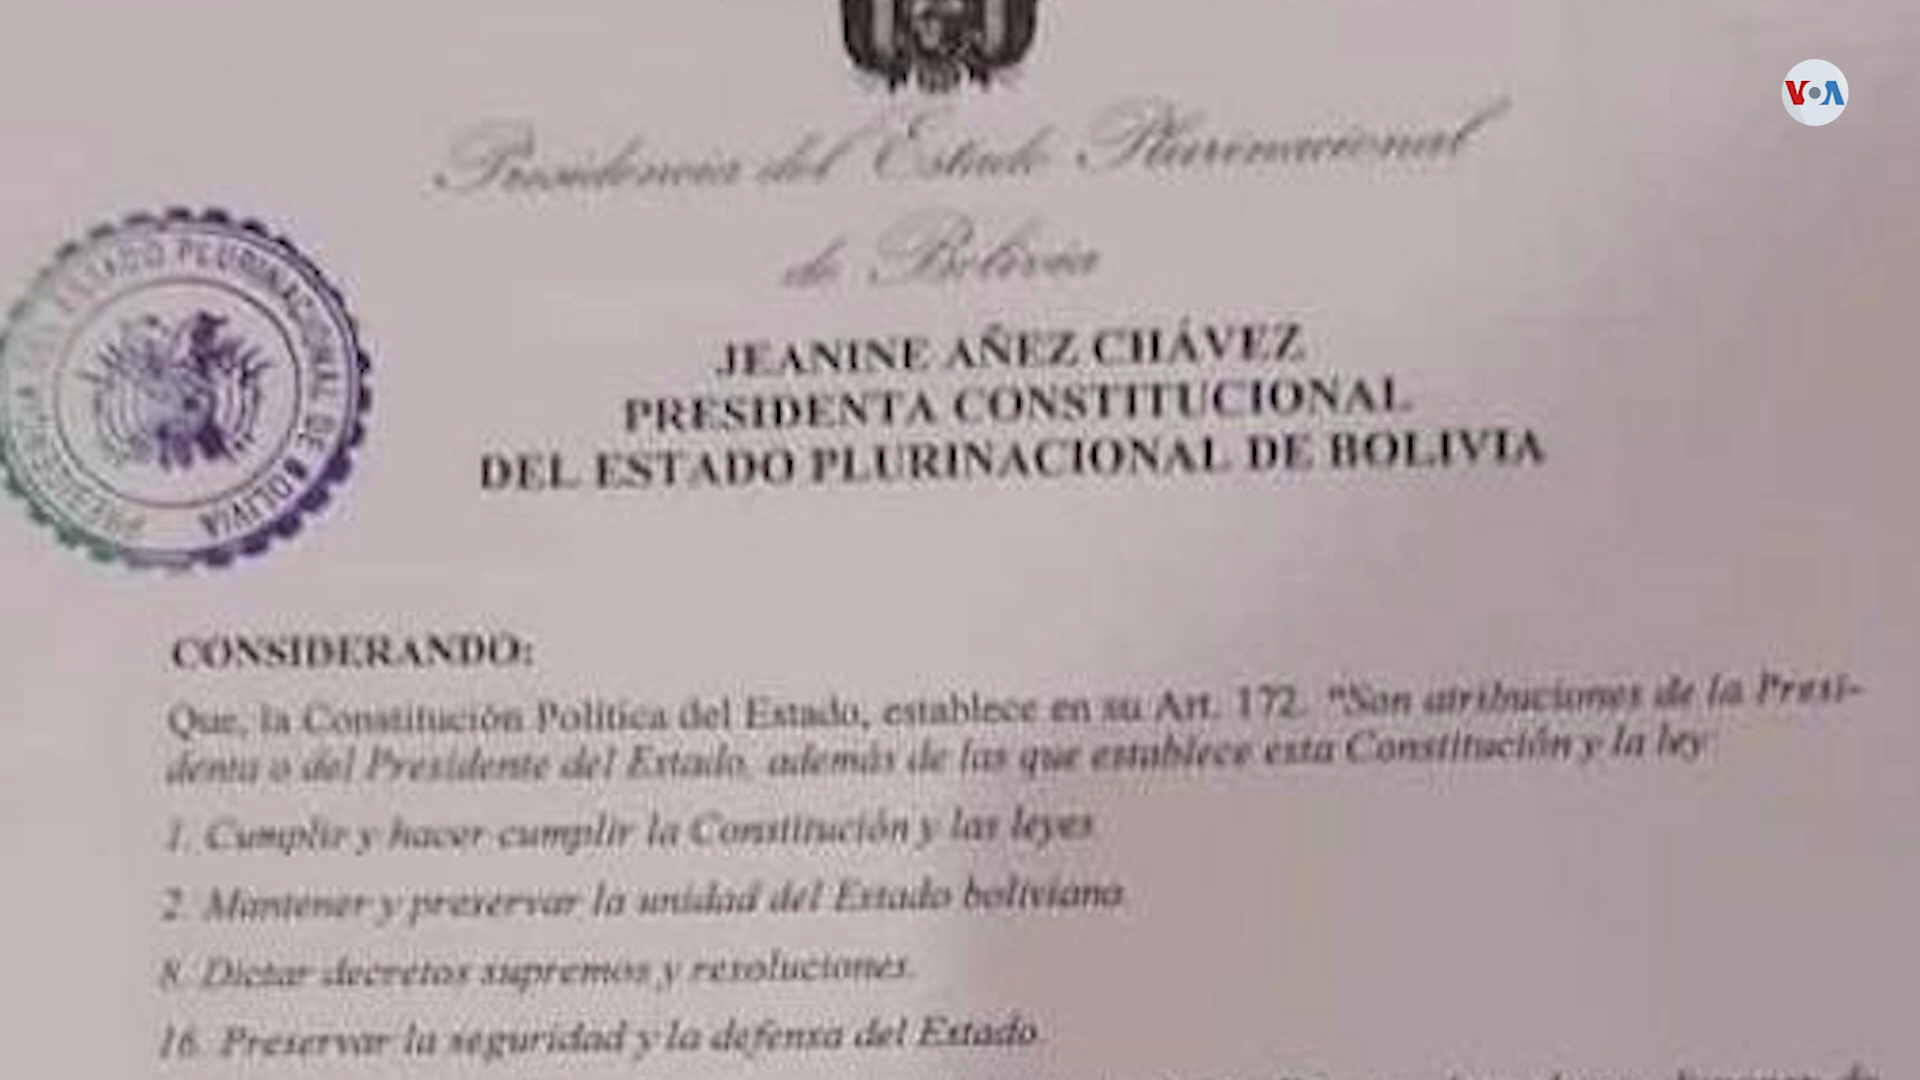 VOA
Presidencia del Estado Plurinacional
de Bolivia
ESTADO PLURINACIONAL DE BOLIVIA
JEANINE AÑEZ CHÁVEZ
PRESIDENTA CONSTITUCIONAL
DEL ESTADO PLURINACIONAL DE BOLIVIA
CONSIDERANDO:
Que, la Constitución Política del Estado, establece en su Art. 172. "Son atribuciones de la Presi-
denta o del Presidente del Estado, además de las que establece esta Constitución y la ley
1. Cumplir y hacer cumplir la Constitución y las leyes
2. Mantener y preservar la unidad del Estado boliviano
8. Dictar decretos supremos y resoluciones.
16. Preservar la seguridad y la defensa del Estado